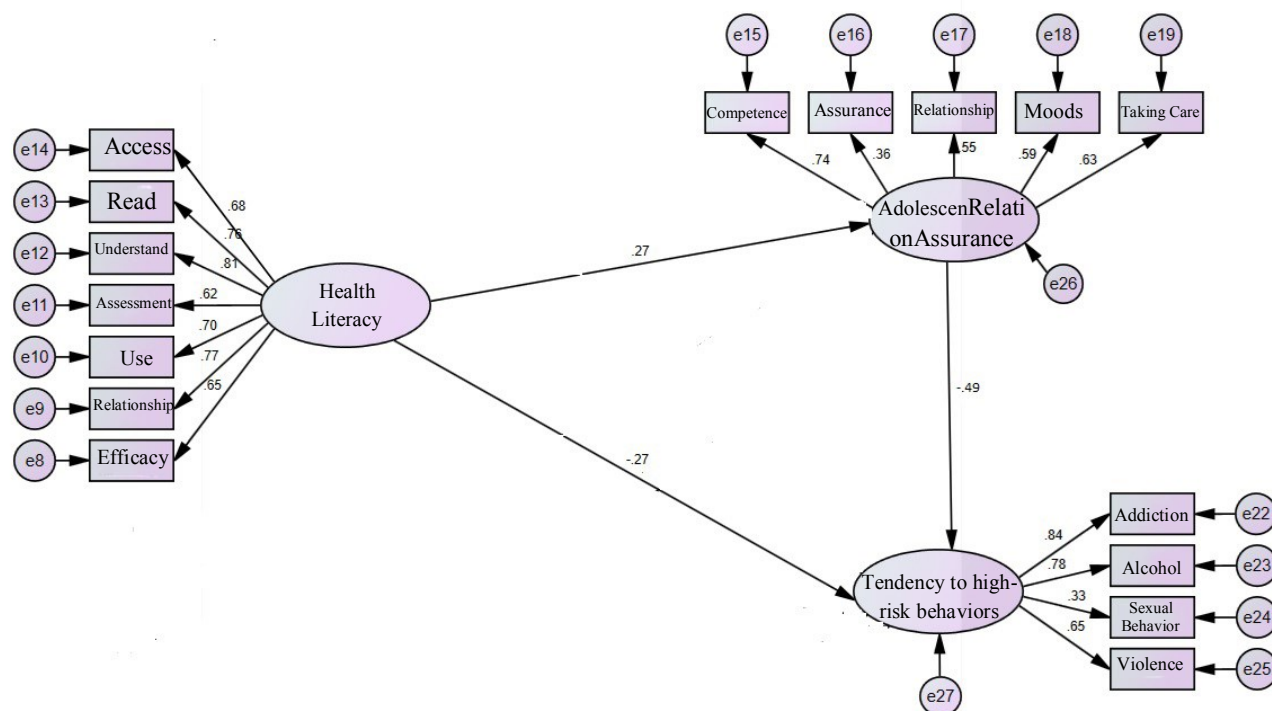 e15
e16
e17
e18
e19
Competence
Assurance
Relationship
Moods
Taking Care
.74
.36
.55
.59
.63
AdolescenRelati
onAssurance
e26
e14
Access
e13
Read
e12
Understand
e11
Assessment
e10
Use
e9
Relationship
e8
Efficacy
.68
.76
.81
.62
.70
.77
.65
Health
Literacy
.27
-.49
-.27
Tendency to high-
risk behaviors
e27
.84
.78
.33
.65
Addiction
e22
Alcohol
e23
Sexual
Behavior
e24
Violence
e25